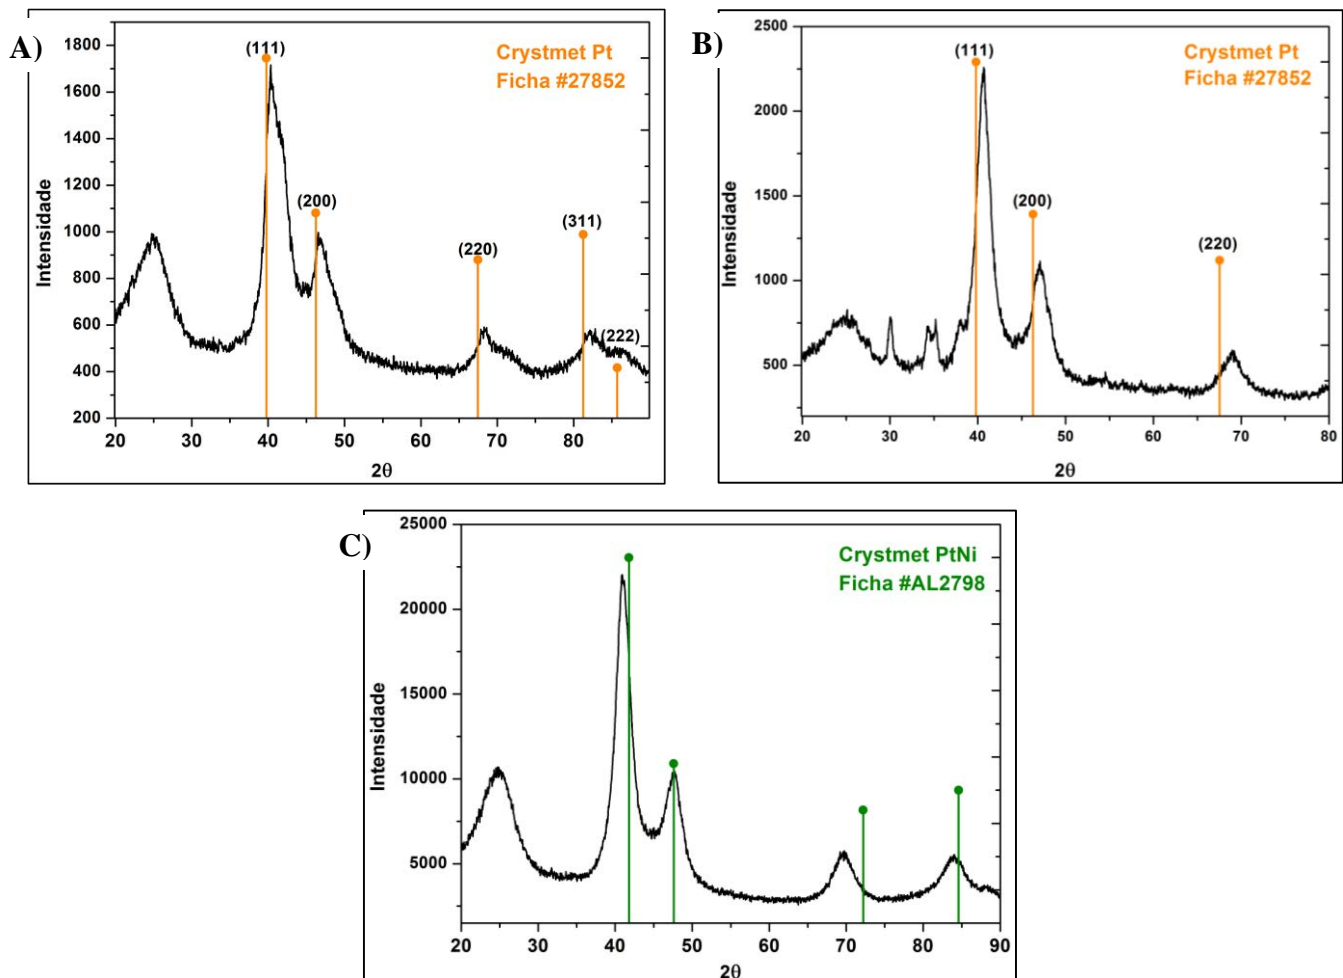 A)
1800
1600
1400
1200
1000
800
600
400
200
Intensidade
(111)
(200)
(220)
(311)
(222)
Crystmet Pt
Ficha #27852
20 30 40 50 60 70 80
2θ
B)
2500
2000
1500
1000
500
Intensidade
(111)
(200)
(220)
Crystmet Pt
Ficha #27852
20 30 40 50 60 70 80
2θ
C)
25000
20000
15000
10000
5000
Intensidade
Crystmet PtNi
Ficha #AL2798
20 30 40 50 60 70 80 90
2θ